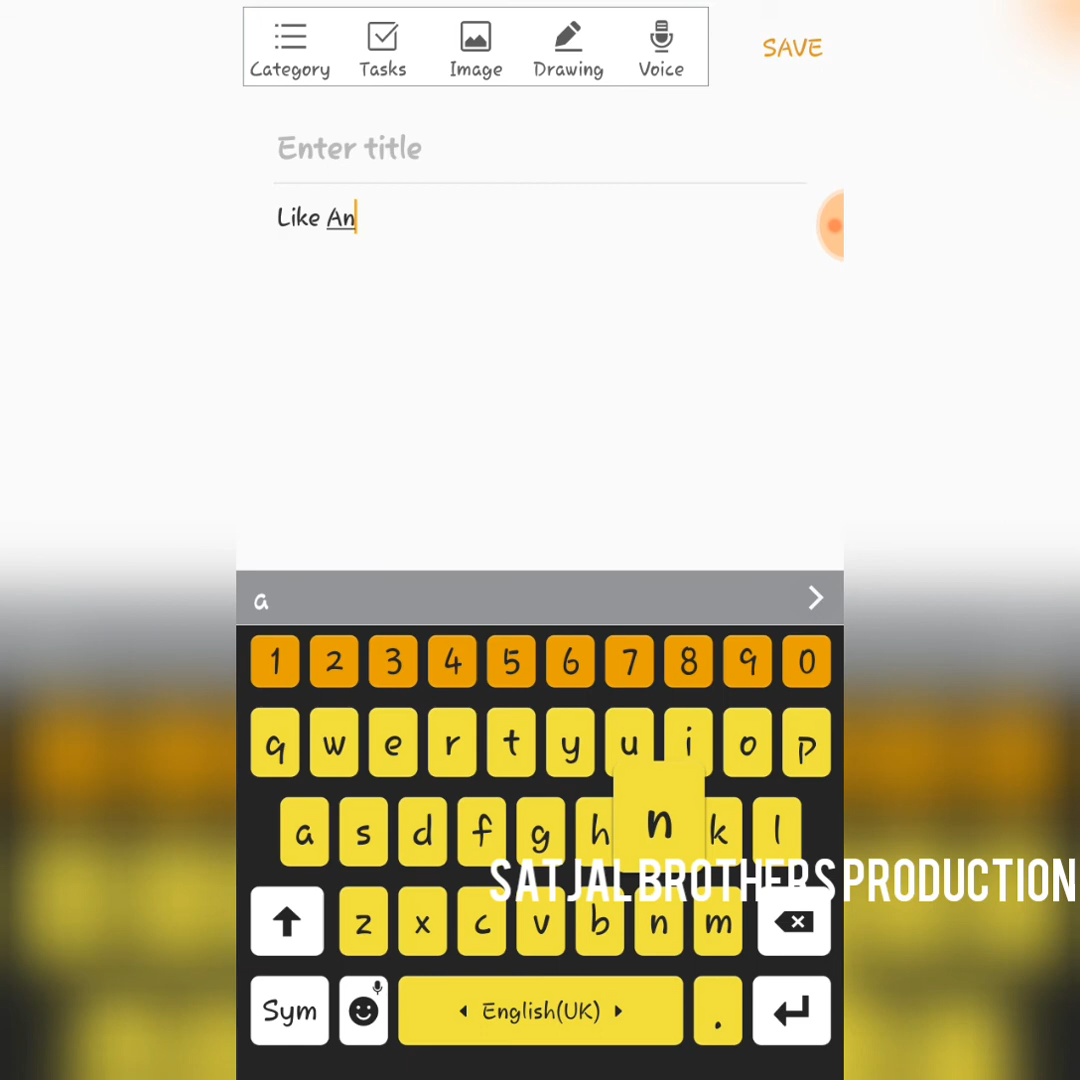 Category Tasks Image Drawing Voice
SAVE
Enter title
Like An
a
1 2 3 4 5 6 7 8 9 0
q w e r t y u i o p
a s d f g h n k l
SATJAL BROTHERS PRODUCTION
z x c v b n m
Sym English(UK) .